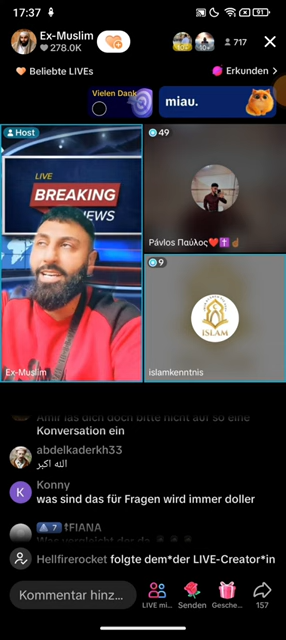 17:37
91
Ex-Muslim
278.0K
717
Beliebte LIVEs
Erkunden >
Vielen Dank
miau.
Host
49
LIVE
BREAKING
NEWS
Pávlos Παύλος
9
iSLAM
Ex-Muslim
islamkenntnis
Amir las dich doch bitte nicht auf so eine
Konversation ein
abdelkaderkh33
الله اكبر
K
Konny
was sind das für Fragen wird immer doller
7
Hellfirerocket folgte dem*der LIVE-Creator*in
Kommentar hinz...
LIVE mi...
Senden
Gesche...
157